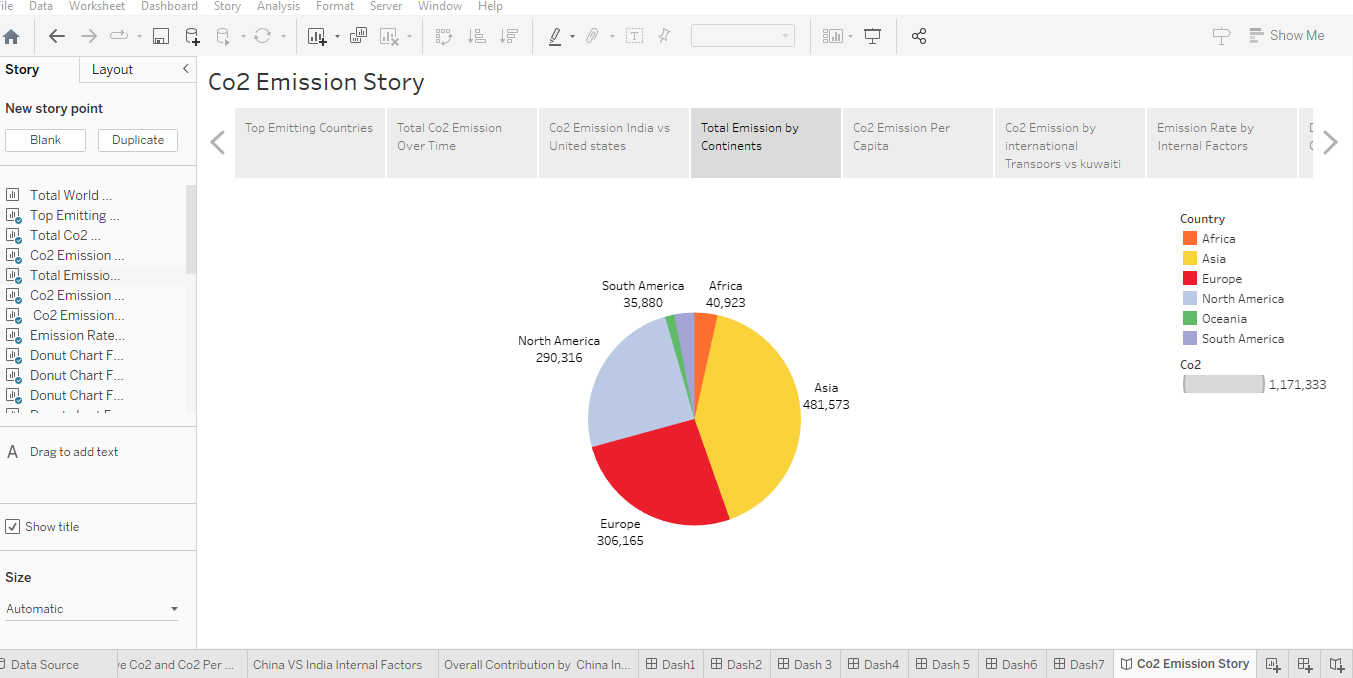 ile Data Worksheet Dashboard Story Analysis Format Server Window Help
Show Me
Story
Layout
New story point
Blank
Duplicate
Total World ...
Top Emitting ...
Total Co2 ...
Co2 Emission ...
Total Emissio...
Co2 Emission ...
Co2 Emission...
Emission Rate...
Donut Chart F...
Donut Chart F...
Donut Chart F...
A Drag to add text
Show title
Size
Automatic
Co2 Emission Story
Top Emitting Countries
Total Co2 Emission
Over Time
Co2 Emission India vs
United states
Total Emission by
Continents
Co2 Emission Per
Capita
Co2 Emission by
international
Transpors vs kuwaiti
Emission Rate by
Internal Factors
South America
35,880
Africa
40,923
North America
290,316
Asia
481,573
Europe
306,165
Country
Africa
Asia
Europe
North America
Oceania
South America
Co2
1,171,333
Data Source
ve Co2 and Co2 Per ...
China VS India Internal Factors
Overall Contribution by China In...
Dash1
Dash2
Dash 3
Dash4
Dash 5
Dash6
Dash7
Co2 Emission Story